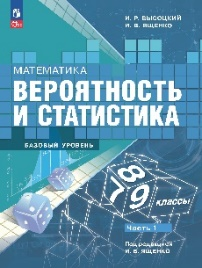 И. Р. ВЫСОЦКИЙ
И. В. ЯЩЕНКО
МАТЕМАТИКА
ВЕРОЯТНОСТЬ
И СТАТИСТИКА
БАЗОВЫЙ УРОВЕНЬ
7 8 9
КЛАССЫ
Часть 1
Под редакцией
И. В. ЯЩЕНКО